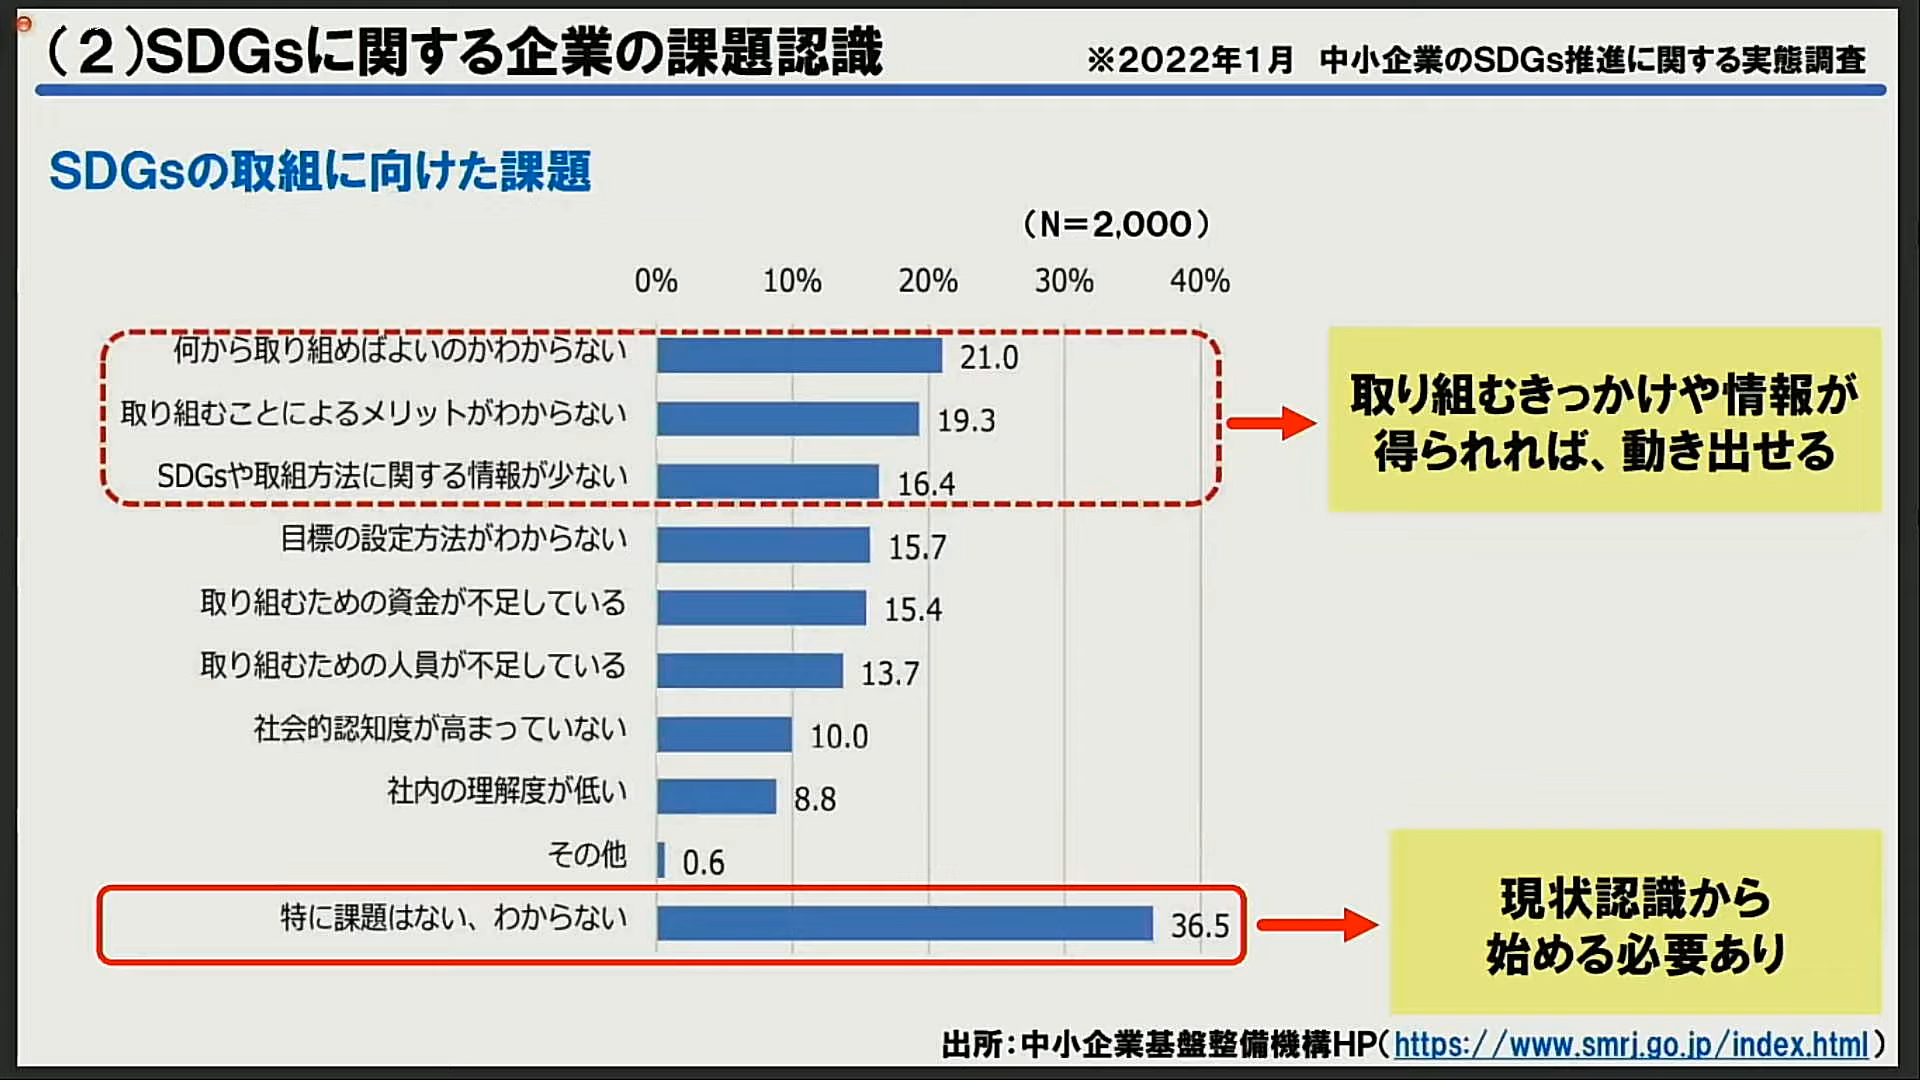 （２）SDGsに関する企業の課題認識
※2022年1月　中小企業のSDGs推進に関する実態調査
SDGsの取組に向けた課題
（N＝2,000）
0% 10% 20% 30% 40%
何から取り組めばよいのかわからない 21.0
取り組むことによるメリットがわからない 19.3
SDGsや取組方法に関する情報が少ない 16.4
目標の設定方法がわからない 15.7
取り組むための資金が不足している 15.4
取り組むための人員が不足している 13.7
社会的認知度が高まっていない 10.0
社内の理解度が低い 8.8
その他 0.6
特に課題はない、わからない 36.5
取り組むきっかけや情報が
得られれば、動き出せる
現状認識から
始める必要あり
出所：中小企業基盤整備機構HP（https://www.smrj.go.jp/index.html）